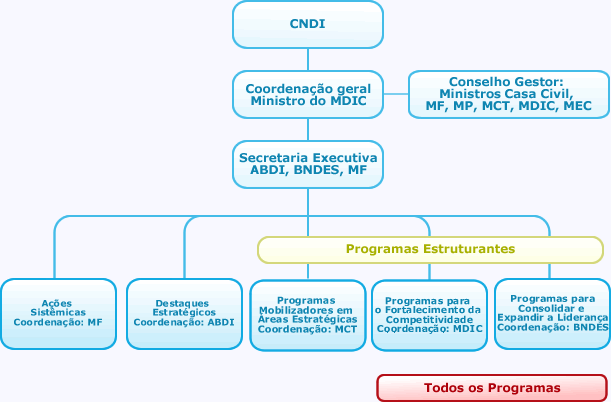 CNDI
Coordenação geral
Ministro do MDIC
Conselho Gestor:
Ministros Casa Civil,
MF, MP, MCT, MDIC, MEC
Secretaria Executiva
ABDI, BNDES, MF
Programas Estruturantes
Ações
Sistêmicas
Coordenação: MF
Destaques
Estratégicos
Coordenação: ABDI
Programas
Mobilizadores em
Áreas Estratégicas
Coordenação: MCT
Programas para
o Fortalecimento da
Competitividade
Coordenação: MDIC
Programas para
Consolidar e
Expandir a Liderança
Coordenação: BNDES
Todos os Programas